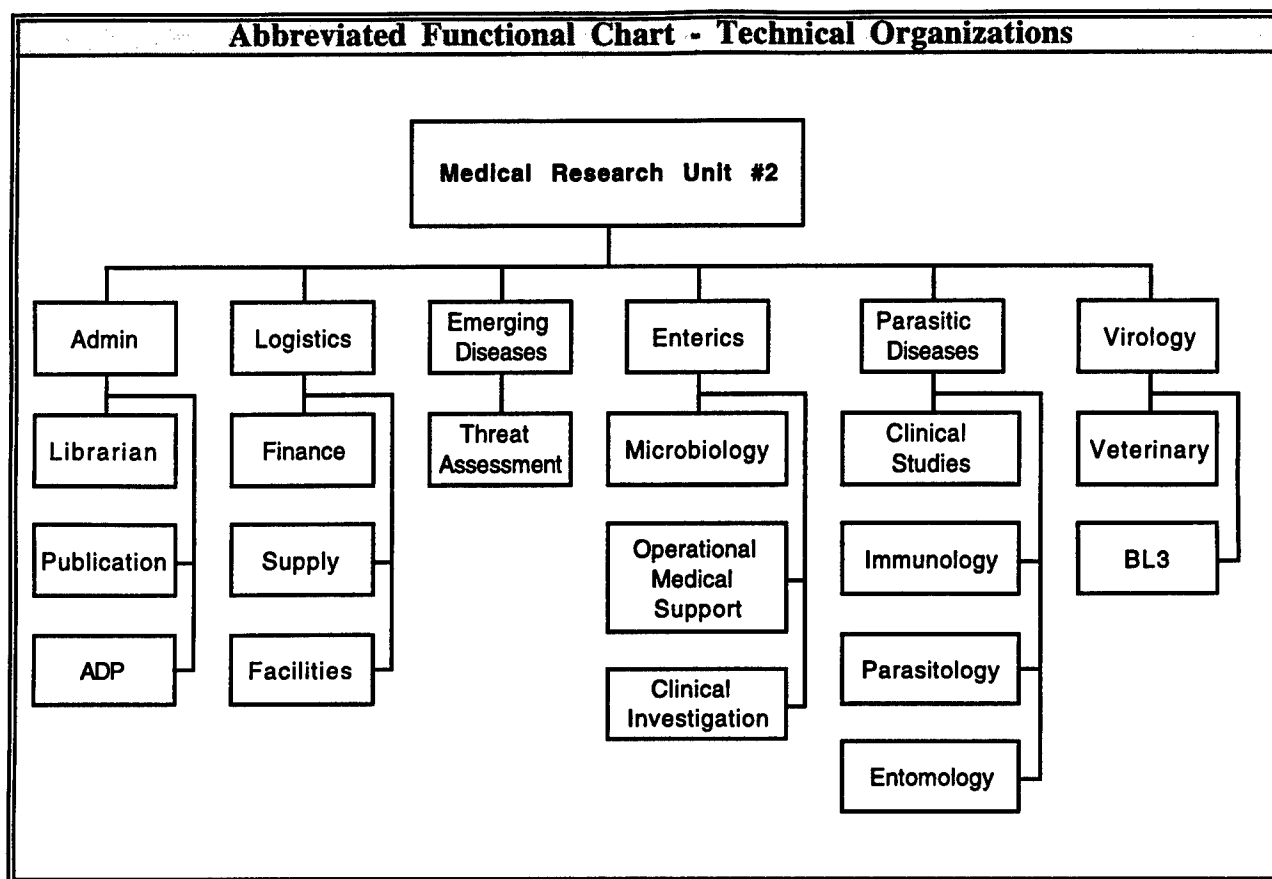 Abbreviated Functional Chart - Technical Organizations
Medical Research Unit #2
Admin
Logistics
Emerging
Diseases
Enterics
Parasitic
Diseases
Virology
Librarian
Finance
Threat
Assessment
Microbiology
Clinical
Studies
Veterinary
Publication
Supply
Operational
Medical
Support
Immunology
BL3
ADP
Facilities
Clinical
Investigation
Parasitology
Entomology